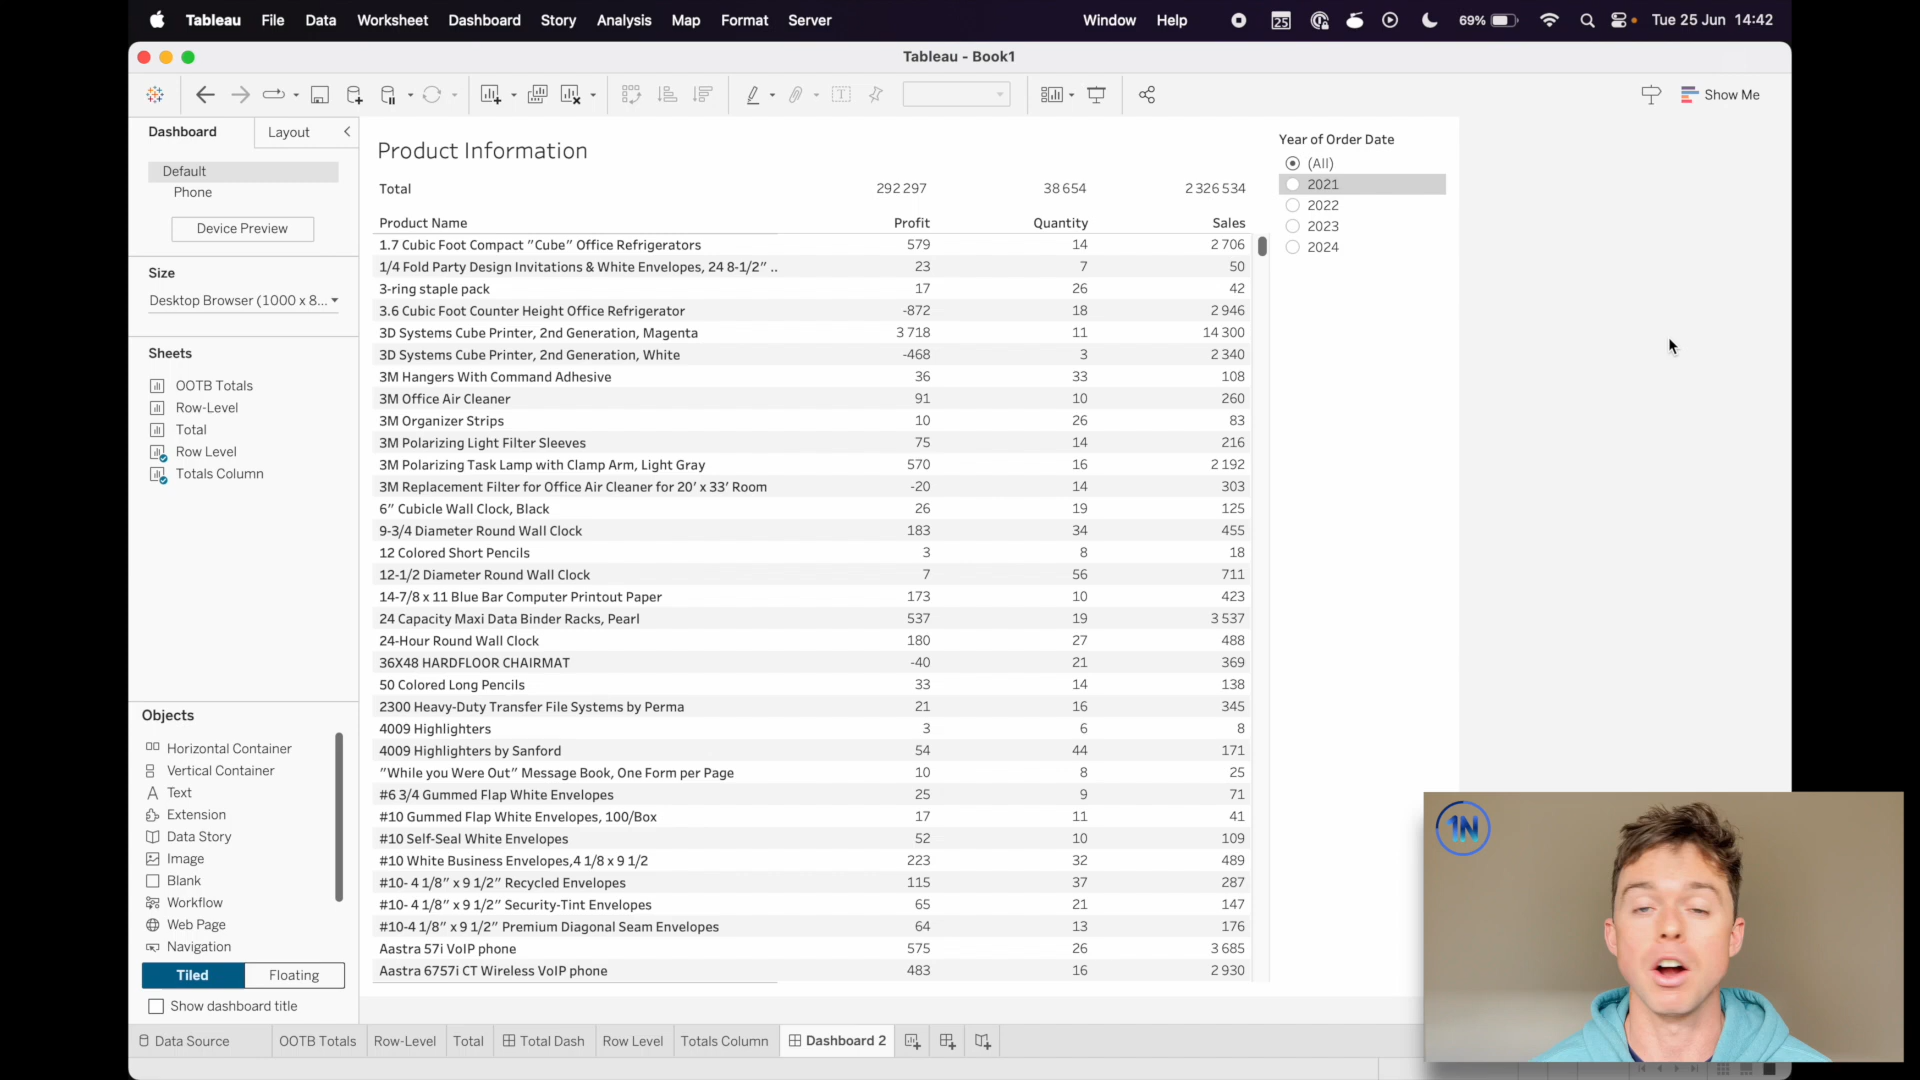 Tableau File Data Worksheet Dashboard Story Analysis Map Format Server Window Help 25 69% Tue 25 Jun 14:42
Tableau - Book1
Show Me
Dashboard Layout
Default
Phone
Device Preview
Size
Desktop Browser (1000 x 8...
Sheets
OOTB Totals
Row-Level
Total
Row Level
Totals Column
Objects
Horizontal Container
Vertical Container
Text
Extension
Data Story
Image
Blank
Workflow
Web Page
Navigation
Tiled Floating
Show dashboard title
Product Information
Total 292 297 38 654 2 326 534
Product Name Profit Quantity Sales
1.7 Cubic Foot Compact "Cube" Office Refrigerators 579 14 2 706
1/4 Fold Party Design Invitations & White Envelopes, 24 8-1/2" .. 23 7 50
3-ring staple pack 17 26 42
3.6 Cubic Foot Counter Height Office Refrigerator -872 18 2 946
3D Systems Cube Printer, 2nd Generation, Magenta 3 718 11 14 300
3D Systems Cube Printer, 2nd Generation, White -468 3 2 340
3M Hangers With Command Adhesive 36 33 108
3M Office Air Cleaner 91 10 260
3M Organizer Strips 10 26 83
3M Polarizing Light Filter Sleeves 75 14 216
3M Polarizing Task Lamp with Clamp Arm, Light Gray 570 16 2 192
3M Replacement Filter for Office Air Cleaner for 20' x 33' Room -20 14 303
6" Cubicle Wall Clock, Black 26 19 125
9-3/4 Diameter Round Wall Clock 183 34 455
12 Colored Short Pencils 3 8 18
12-1/2 Diameter Round Wall Clock 7 56 711
14-7/8 x 11 Blue Bar Computer Printout Paper 173 10 423
24 Capacity Maxi Data Binder Racks, Pearl 537 19 3 537
24-Hour Round Wall Clock 180 27 488
36X48 HARDFLOOR CHAIRMAT -40 21 369
50 Colored Long Pencils 33 14 138
2300 Heavy-Duty Transfer File Systems by Perma 21 16 345
4009 Highlighters 3 6 8
4009 Highlighters by Sanford 54 44 171
"While you Were Out" Message Book, One Form per Page 10 8 25
#6 3/4 Gummed Flap White Envelopes 25 9 71
#10 Gummed Flap White Envelopes, 100/Box 17 11 41
#10 Self-Seal White Envelopes 52 10 109
#10 White Business Envelopes,4 1/8 x 9 1/2 223 32 489
#10- 4 1/8" x 9 1/2" Recycled Envelopes 115 37 287
#10- 4 1/8" x 9 1/2" Security-Tint Envelopes 65 21 147
#10-4 1/8" x 9 1/2" Premium Diagonal Seam Envelopes 64 13 176
Aastra 57i VoIP phone 575 26 3 685
Aastra 6757i CT Wireless VoIP phone 483 16 2 930
Year of Order Date
(All)
2021
2022
2023
2024
1N
Data Source OOTB Totals Row-Level Total Total Dash Row Level Totals Column Dashboard 2